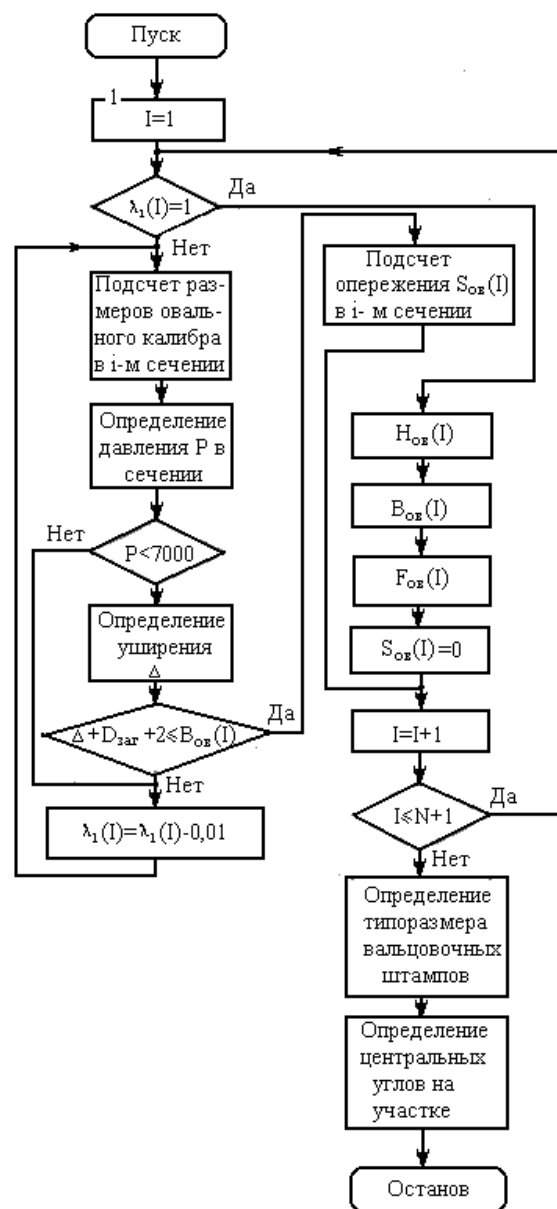 Пуск
1
I=1
λ₁(I)=1
Да
Нет
Подсчет раз-
меров оваль-
ного калибра
в i-м сечении
Определение
давления P в
сечении
Нет
P<7000
Определение
уширения
Δ
Δ+Dзаг+2⩽Bов(I)
Да
Нет
λ₁(I)=λ₁(I)-0,01
Подсчет
опережения Sов(I)
в i- м сечении
Hов(I)
Bов(I)
Fов(I)
Sов(I)=0
I=I+1
I⩽N+1
Да
Нет
Определение
типоразмера
вальцовочных
штампов
Определение
центральных
углов на
участке
Останов